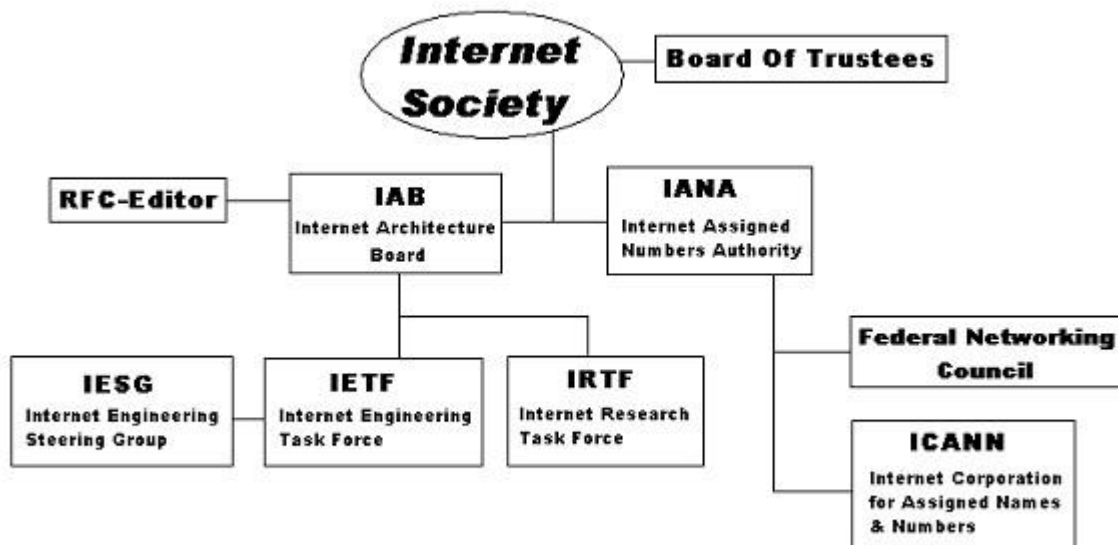 Internet
Society
Board Of Trustees
RFC-Editor
IAB
Internet Architecture
Board
IANA
Internet Assigned
Numbers Authority
Federal Networking
Council
IESG
Internet Engineering
Steering Group
IETF
Internet Engineering
Task Force
IRTF
Internet Research
Task Force
ICANN
Internet Corporation
for Assigned Names
& Numbers